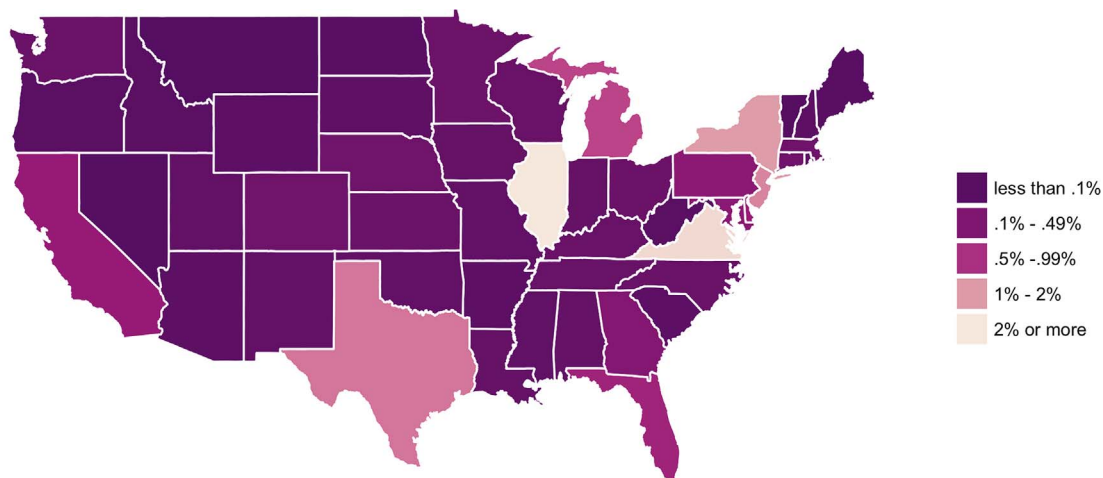 less than .1%
.1% - .49%
.5% -.99%
1% - 2%
2% or more